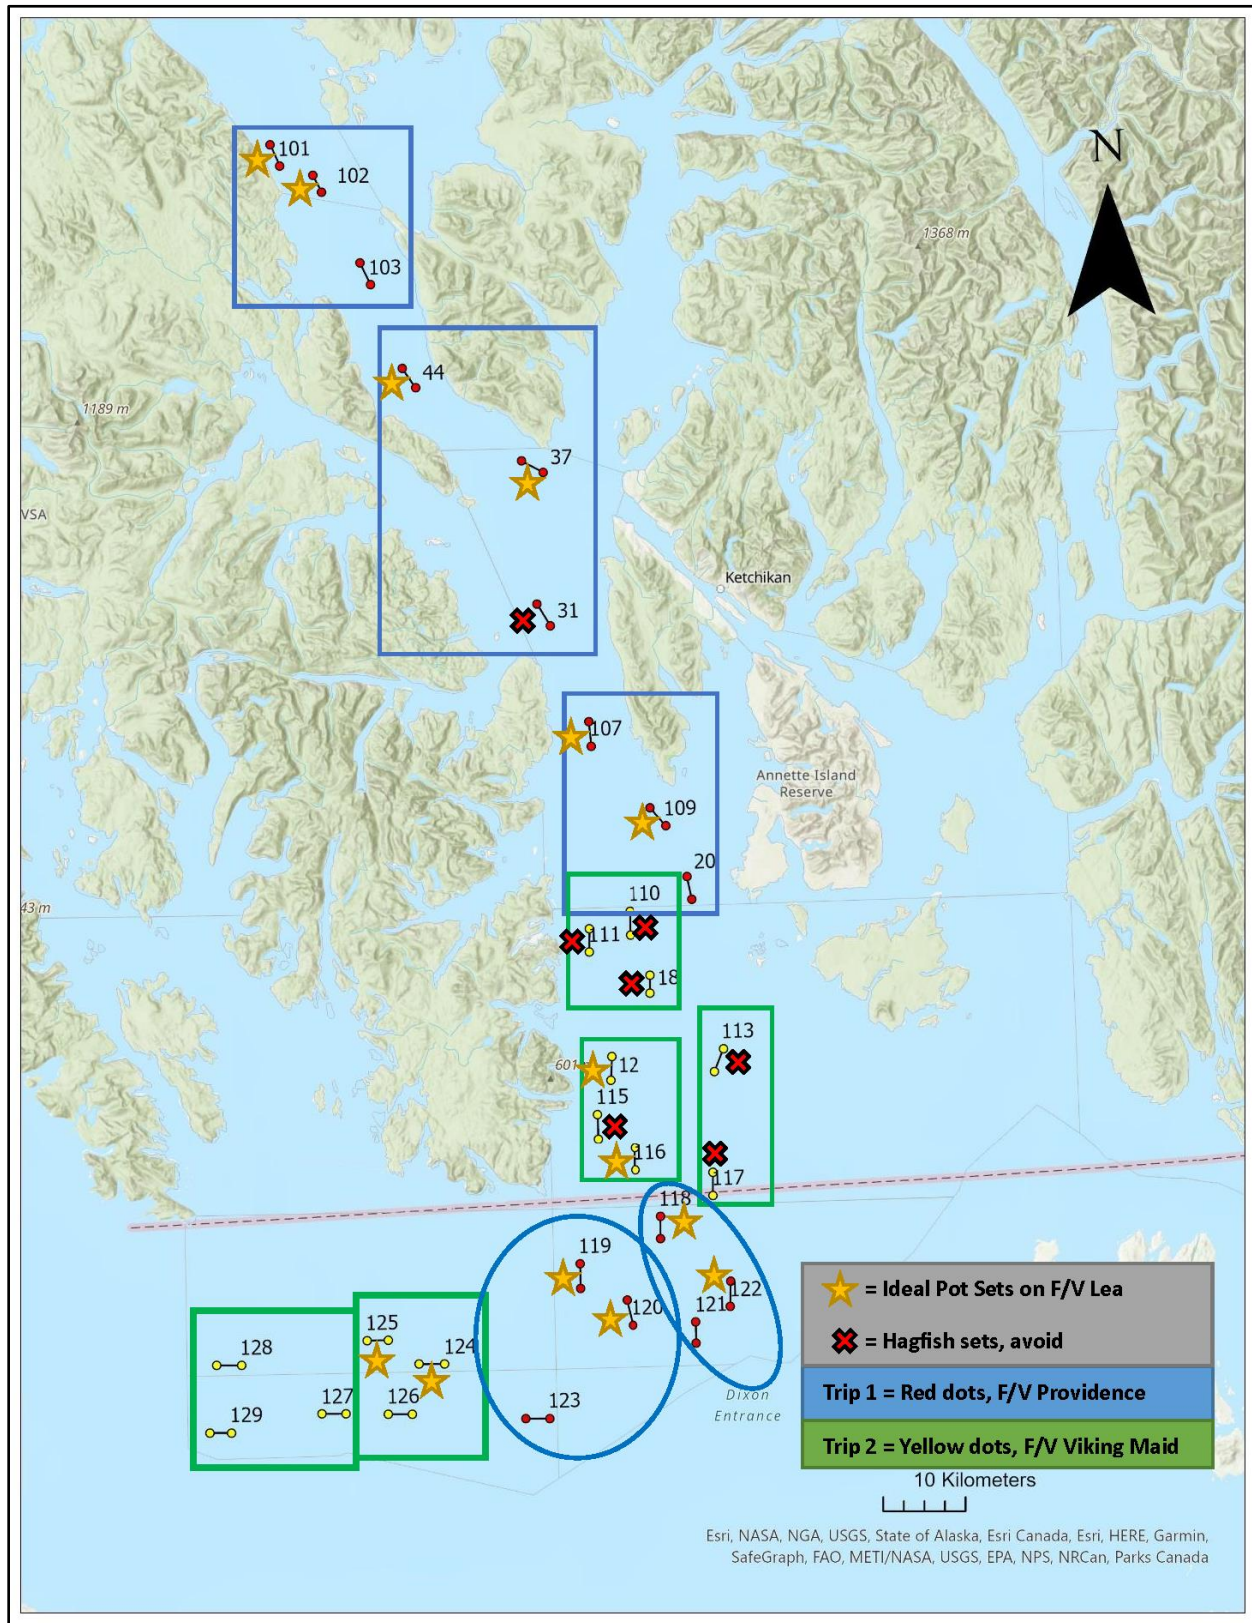 N
101
102
103
1368 m
44
1189 m
37
VSA
Ketchikan
31
107
Annette Island
Reserve
109
20
110
43 m
111
18
113
601
12
115
116
117
118
119
122
120
121
125
124
128
127
126
129
123
Dixon
Entrance
= Ideal Pot Sets on F/V Lea
= Hagfish sets, avoid
Trip 1 = Red dots, F/V Providence
Trip 2 = Yellow dots, F/V Viking Maid
10 Kilometers
Esri, NASA, NGA, USGS, State of Alaska, Esri Canada, Esri, HERE, Garmin,
SafeGraph, FAO, METI/NASA, USGS, EPA, NPS, NRCan, Parks Canada